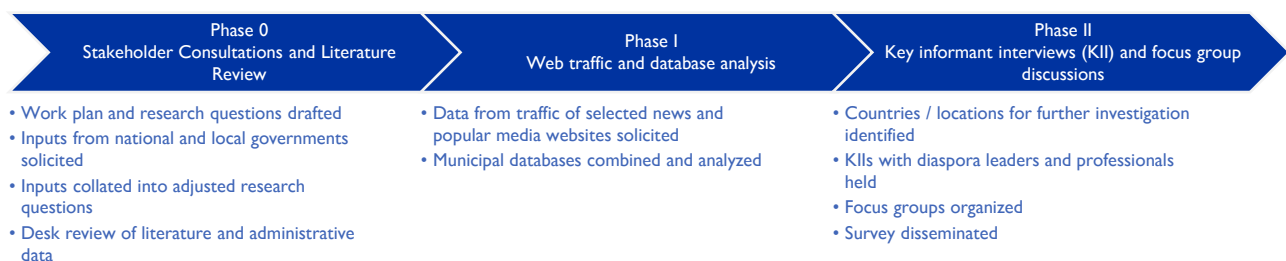 Phase 0
Stakeholder Consultations and Literature
Review
• Work plan and research questions drafted
• Inputs from national and local governments
solicited
• Inputs collated into adjusted research
questions
• Desk review of literature and administrative
data
Phase I
Web traffic and database analysis
• Data from traffic of selected news and
popular media websites solicited
• Municipal databases combined and analyzed
Phase II
Key informant interviews (KII) and focus group
discussions
• Countries / locations for further investigation
identified
• KIIs with diaspora leaders and professionals
held
• Focus groups organized
• Survey disseminated